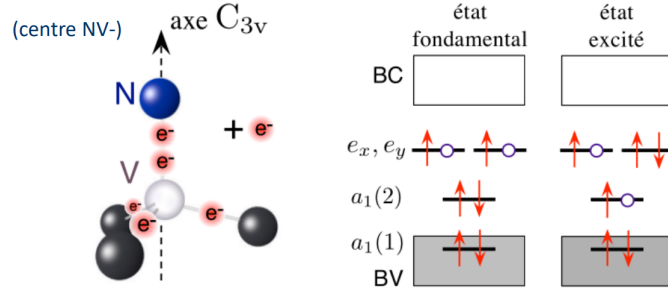 (centre NV-)
axe C3v
N
e-
+ e-
e-
V
e-
e-
e-
état
fondamental
état
excité
BC
ex, ey
a1(2)
a1(1)
BV